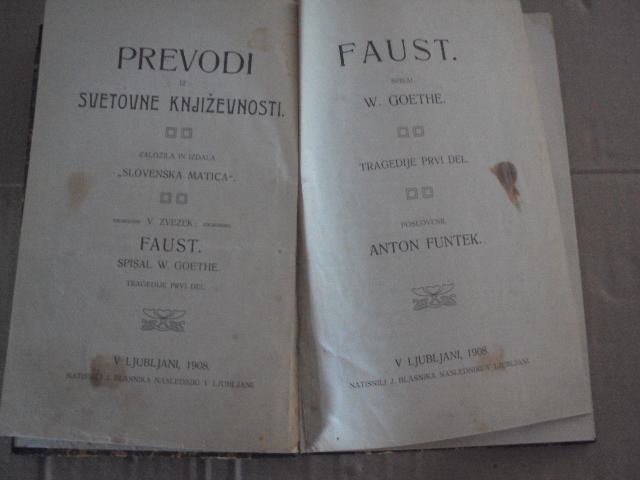 PREVODI
IZ
SVETOVNE KNJIŽEVNOSTI.
ZALOŽILA IN IZDALA
„SLOVENSKA MATICA“.
V. ZVEZEK:
FAUST.
SPISAL W. GOETHE.
TRAGEDIJE PRVI DEL.
V LJUBLJANI, 1908.
NATISNILI J. BLASNIKA NASLEDNIKI V LJUBLJANI.
FAUST.
SPISAL
W. GOETHE.
TRAGEDIJE PRVI DEL.
POSLOVENIL
ANTON FUNTEK.
V LJUBLJANI, 1908.
NATISNILI J. BLASNIKA NASLEDNIKI V LJUBLJANI.